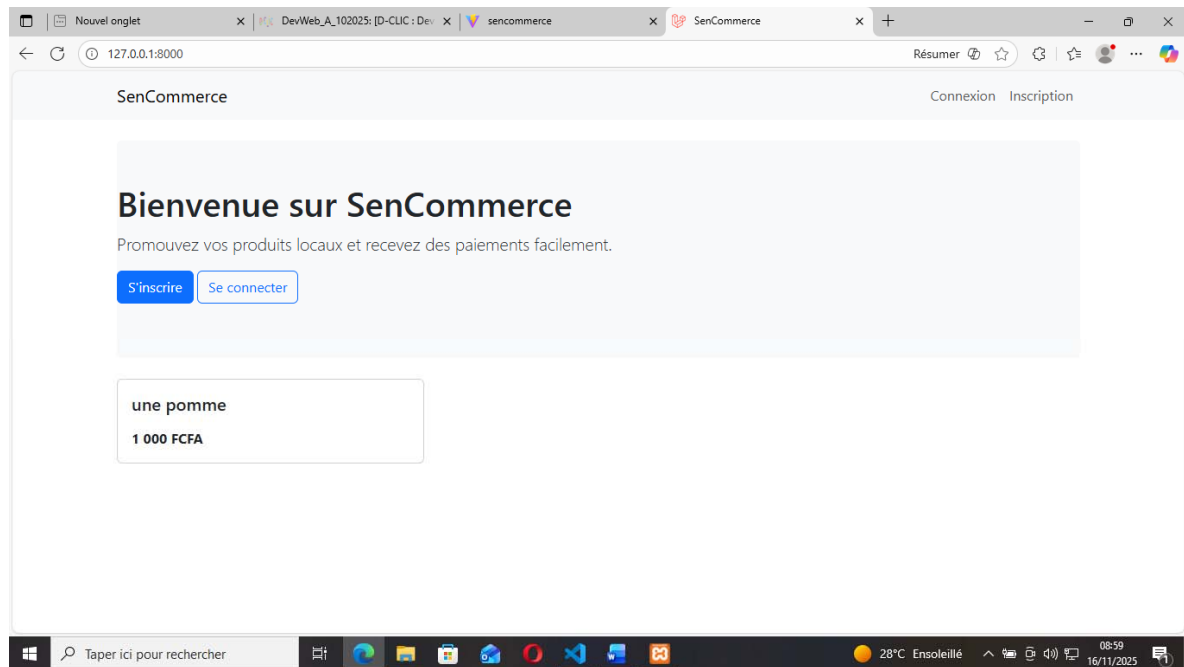 Nouvel onglet
DevWeb_A_102025: [D-CLIC : Dev
sencommerce
SenCommerce
127.0.0.1:8000
Résumer
SenCommerce
Connexion Inscription
Bienvenue sur SenCommerce
Promouvez vos produits locaux et recevez des paiements facilement.
S'inscrire Se connecter
une pomme
1 000 FCFA
Taper ici pour rechercher
28°C Ensoleillé
08:59
16/11/2025